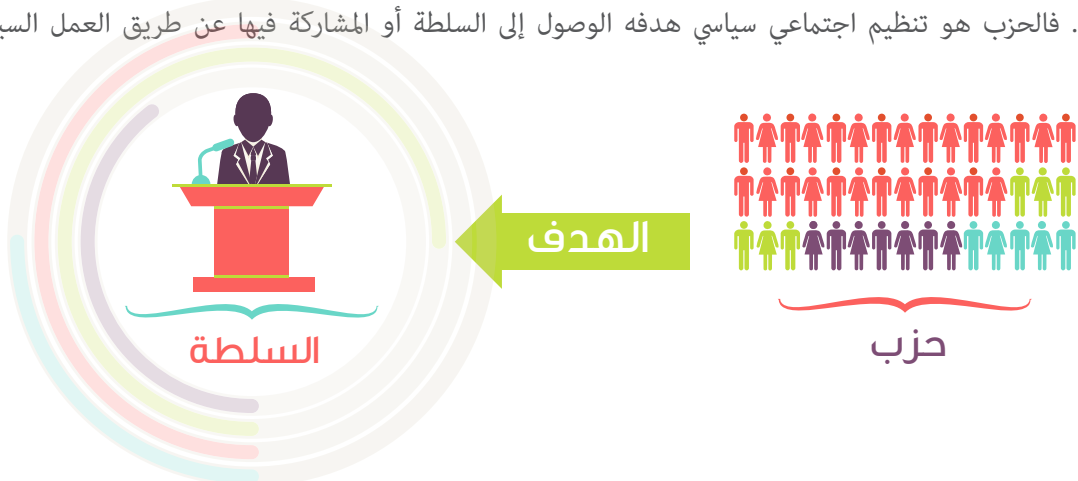 . فالحزب هو تنظيم اجتماعي سياسي هدفه الوصول إلى السلطة أو المشاركة فيها عن طريق العمل
حزب
الهدف
السلطة